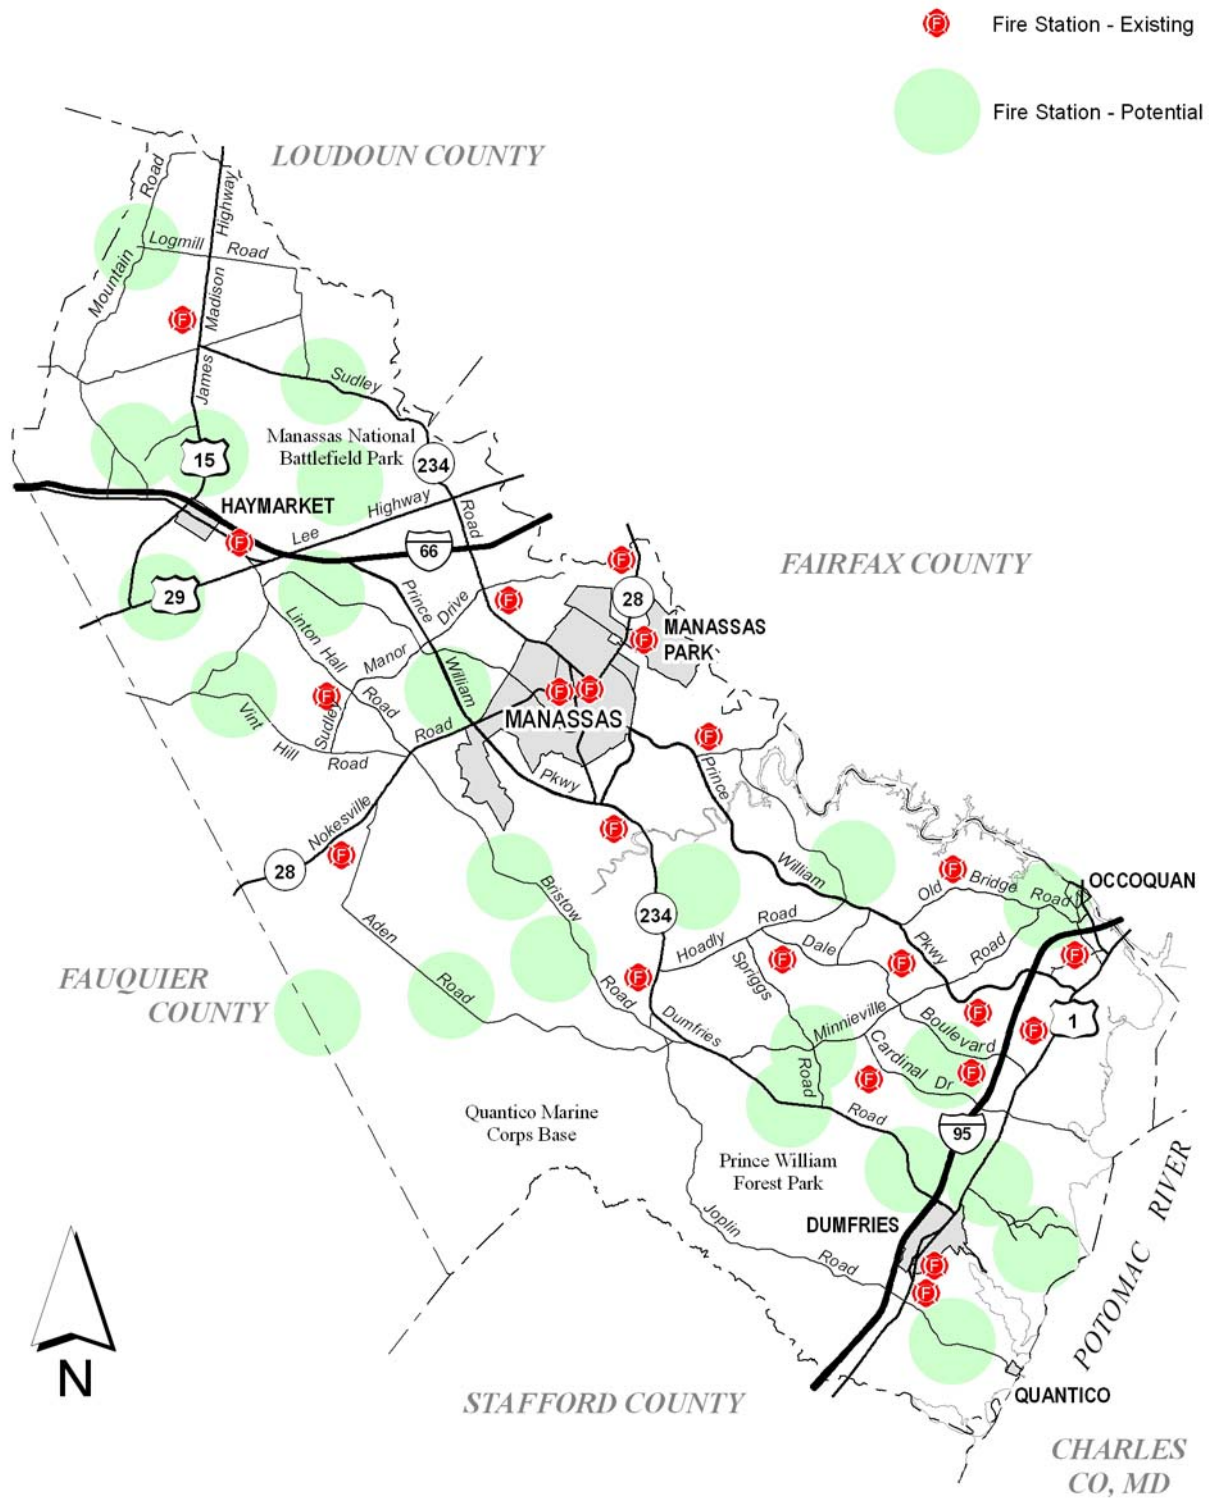 F Fire Station - Existing
Fire Station - Potential
LOUDOUN COUNTY
Road
Highway
Logmill Road
Mountain
Madison
F
James
Sudley
Manassas National
Battlefield Park
15
234
HAYMARKET
Highway
Road
Lee
F
66
F
FAIRFAX COUNTY
29
Prince
Drive
F
28
Linton Hall
MANASSAS
PARK
F
Manor
William
F
Sudley
Road
F
F
MANASSAS
Vint
Hill
Road
Road
F
Prince
Pkwy
Nokesville
F
F
28
William
F
Old Bridge Road
OCCOQUAN
Bristow
Aden
234
Road
Hoadly
Dale
Pkwy
Road
F
F
F
FAUQUIER
COUNTY
Road
Road
F
Spriggs
Dumfries
Minnieville
F
Boulevard
F
1
Cardinal Dr
F
F
Road
Road
Quantico Marine
Corps Base
95
Prince William
Forest Park
Joplin
Road
DUMFRIES
F
F
POTOMAC RIVER
N
STAFFORD COUNTY
QUANTICO
CHARLES
CO, MD